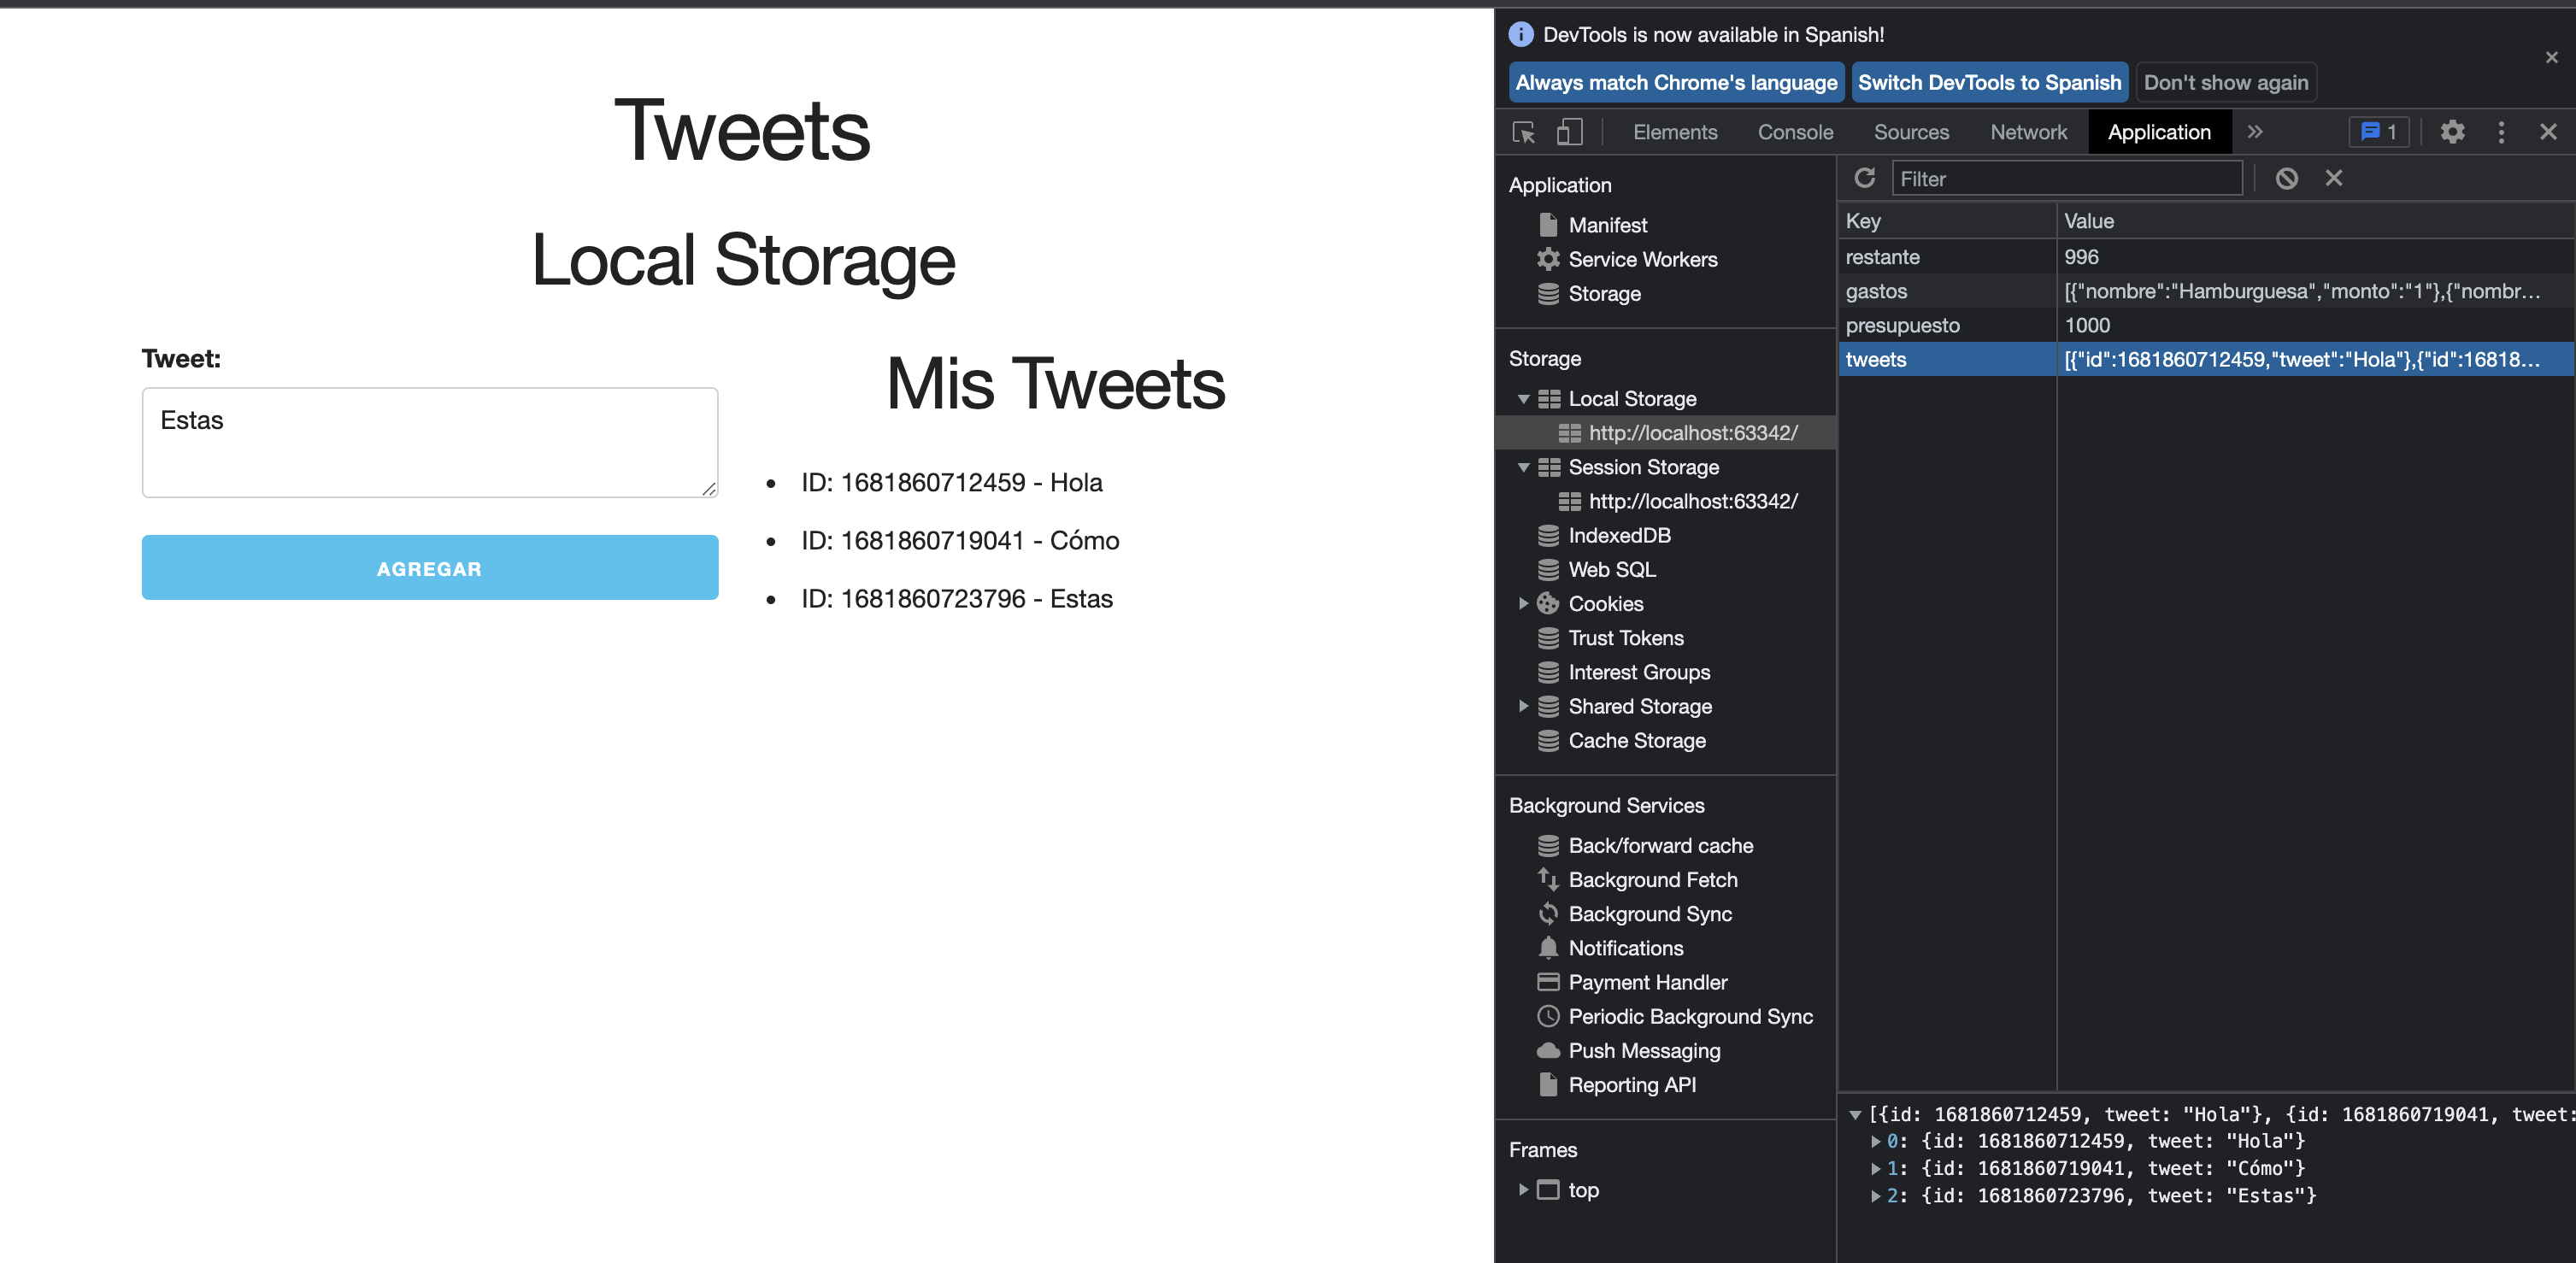 Tweets
Local Storage
Tweet:
Estas
AGREGAR
Mis Tweets
ID: 1681860712459 - Hola
ID: 1681860719041 - Cómo
ID: 1681860723796 - Estas
DevTools is now available in Spanish!
Always match Chrome's language Switch DevTools to Spanish Don't show again
Elements Console Sources Network Application 1
Application
Manifest
Service Workers
Storage
Storage
Local Storage
http://localhost:63342/
Session Storage
http://localhost:63342/
IndexedDB
Web SQL
Cookies
Trust Tokens
Interest Groups
Shared Storage
Cache Storage
Background Services
Back/forward cache
Background Fetch
Background Sync
Notifications
Payment Handler
Periodic Background Sync
Push Messaging
Reporting API
Frames
top
Filter
Key Value
restante 996
gastos [{"nombre":"Hamburguesa","monto":"1"},{"nombr…
presupuesto 1000
tweets [{"id":1681860712459,"tweet":"Hola"},{"id":16818…
[{id: 1681860712459, tweet: "Hola"}, {id: 1681860719041, tweet:
0: {id: 1681860712459, tweet: "Hola"}
1: {id: 1681860719041, tweet: "Cómo"}
2: {id: 1681860723796, tweet: "Estas"}